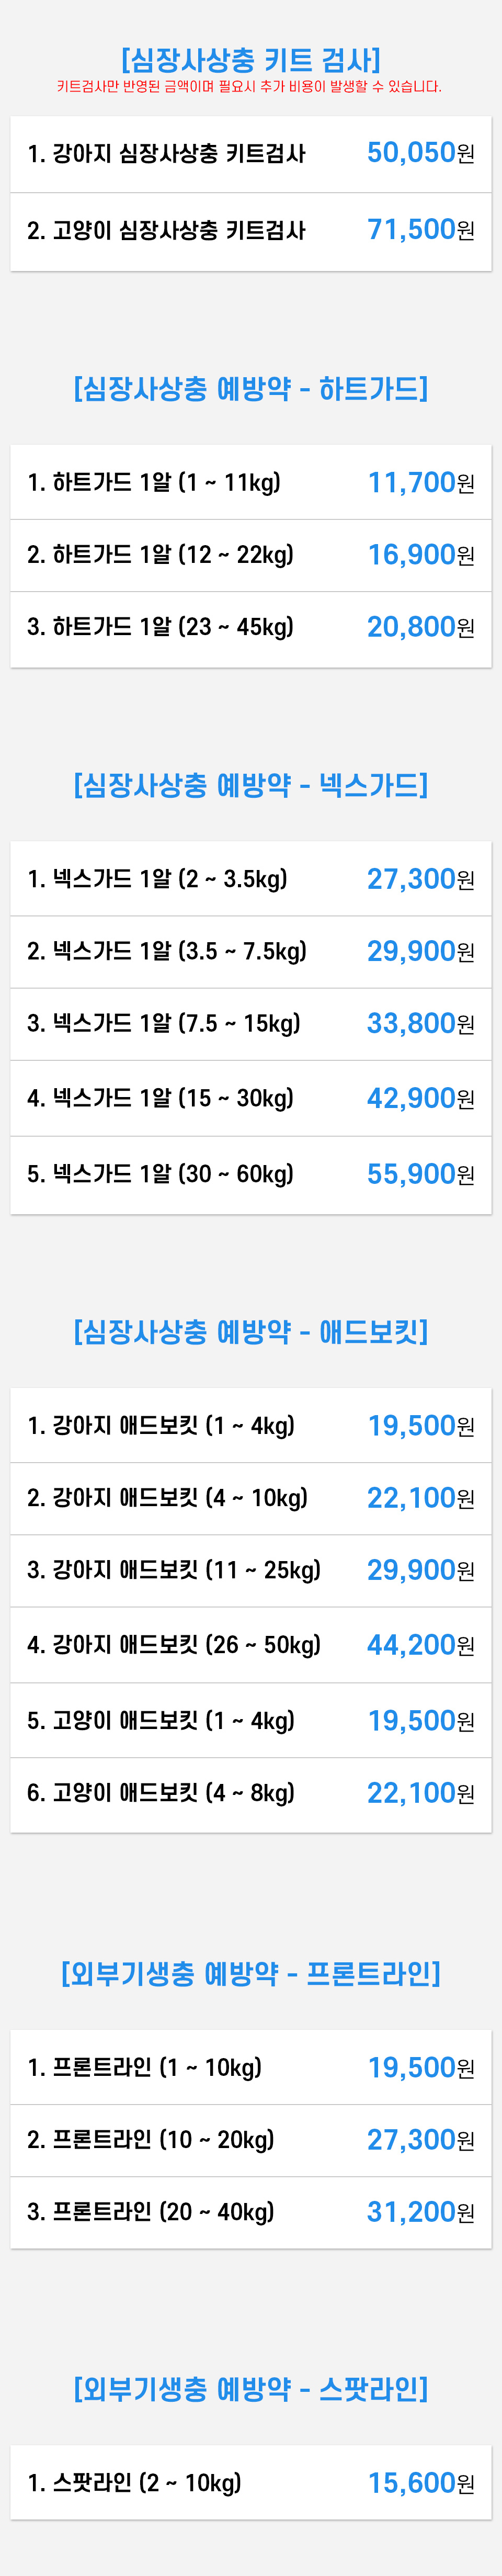 [심장사상충 키트 검사]
키트검사만 반영된 금액이며 필요시 추가 비용이 발생할 수 있습니다.
1. 강아지 심장사상충 키트검사 50,050원
2. 고양이 심장사상충 키트검사 71,500원
[심장사상충 예방약 - 하트가드]
1. 하트가드 1알 (1 ~ 11kg) 11,700원
2. 하트가드 1알 (12 ~ 22kg) 16,900원
3. 하트가드 1알 (23 ~ 45kg) 20,800원
[심장사상충 예방약 - 넥스가드]
1. 넥스가드 1알 (2 ~ 3.5kg) 27,300원
2. 넥스가드 1알 (3.5 ~ 7.5kg) 29,900원
3. 넥스가드 1알 (7.5 ~ 15kg) 33,800원
4. 넥스가드 1알 (15 ~ 30kg) 42,900원
5. 넥스가드 1알 (30 ~ 60kg) 55,900원
[심장사상충 예방약 - 애드보킷]
1. 강아지 애드보킷 (1 ~ 4kg) 19,500원
2. 강아지 애드보킷 (4 ~ 10kg) 22,100원
3. 강아지 애드보킷 (11 ~ 25kg) 29,900원
4. 강아지 애드보킷 (26 ~ 50kg) 44,200원
5. 고양이 애드보킷 (1 ~ 4kg) 19,500원
6. 고양이 애드보킷 (4 ~ 8kg) 22,100원
[외부기생충 예방약 - 프론트라인]
1. 프론트라인 (1 ~ 10kg) 19,500원
2. 프론트라인 (10 ~ 20kg) 27,300원
3. 프론트라인 (20 ~ 40kg) 31,200원
[외부기생충 예방약 - 스팟라인]
1. 스팟라인 (2 ~ 10kg) 15,600원